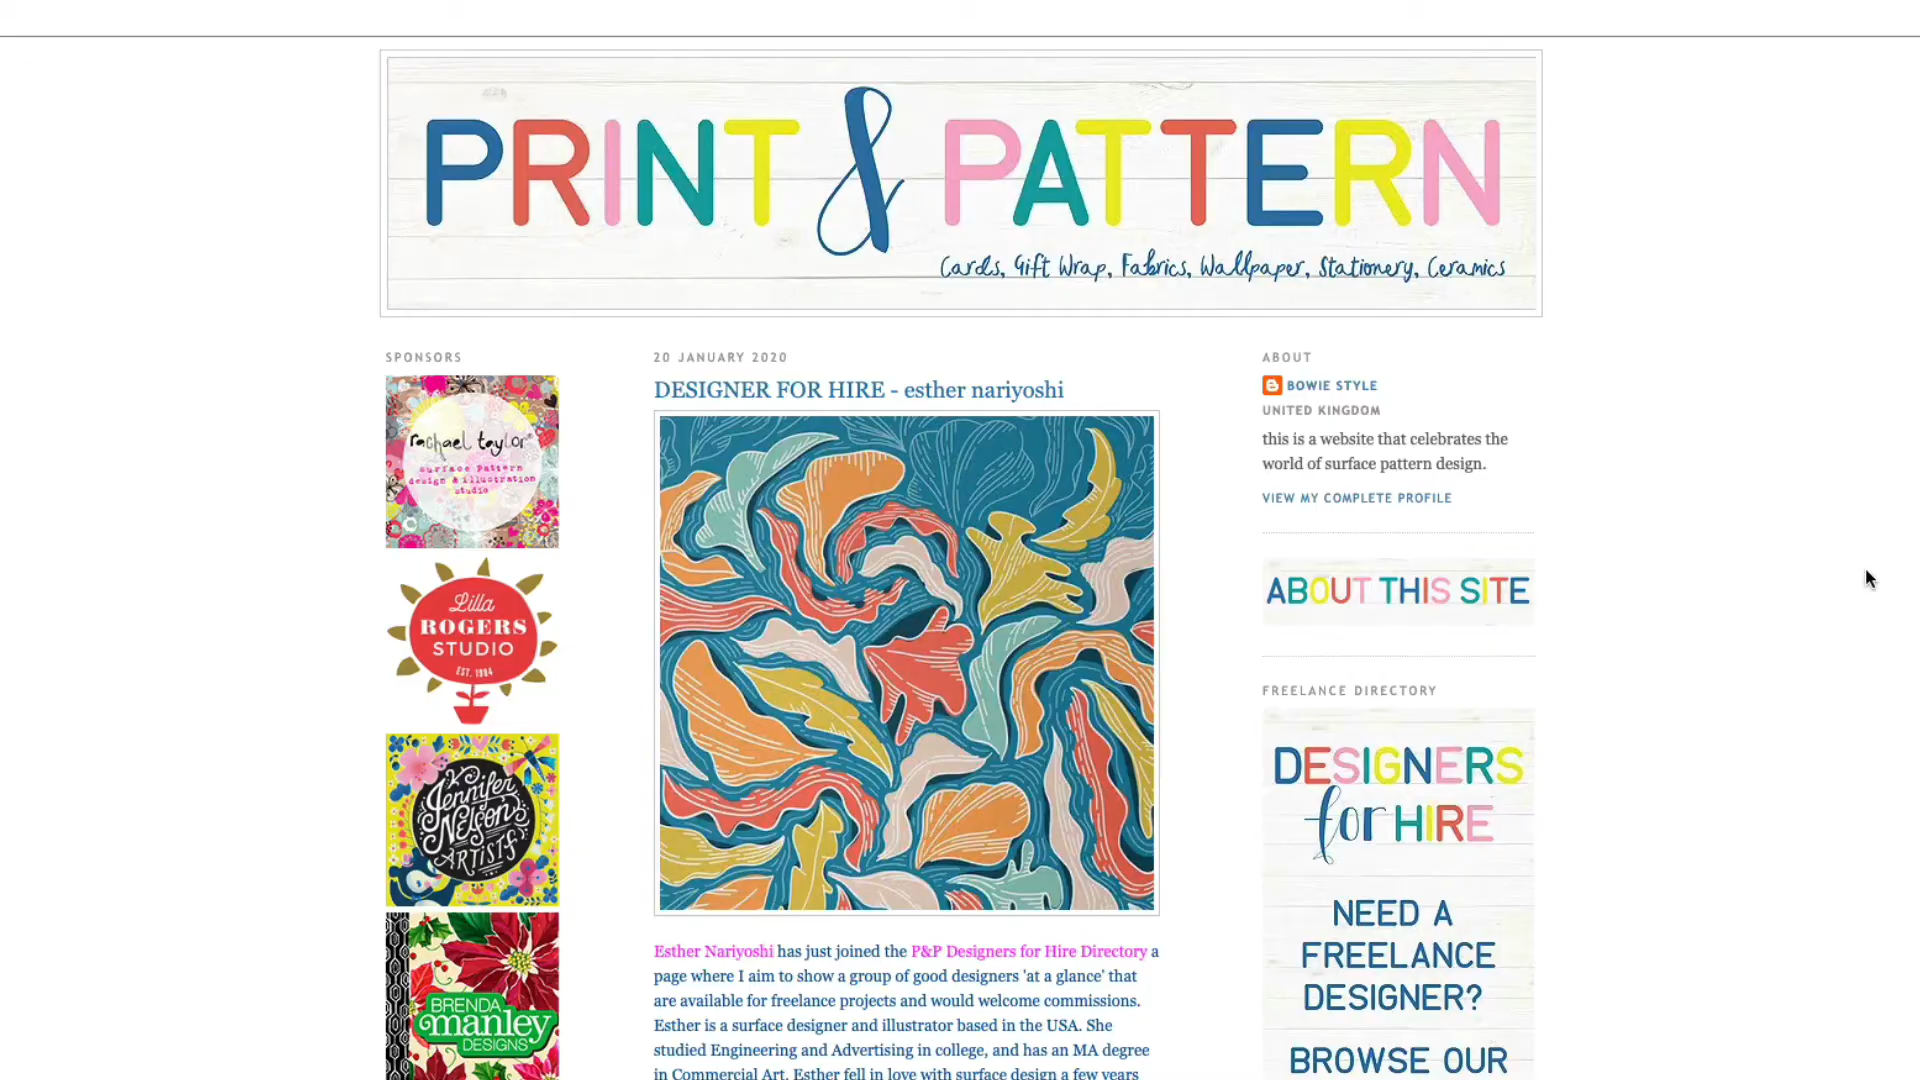 PRINT & PATTERN
Cards, Gift Wrap, Fabrics, Wallpaper, Stationery, Ceramics
SPONSORS
rachael taylor
surface pattern
design & illustration
studio
Lilla
ROGERS
STUDIO
EST. 1984
Jennifer
Nelson
ARTISTS
BRENDA
manley
DESIGNS
20 JANUARY 2020
DESIGNER FOR HIRE - esther nariyoshi
Esther Nariyoshi has just joined the P&P Designers for Hire Directory a
page where I aim to show a group of good designers 'at a glance' that
are available for freelance projects and would welcome commissions.
Esther is a surface designer and illustrator based in the USA. She
studied Engineering and Advertising in college, and has an MA degree
in Commercial Art. Esther fell in love with surface design a few years
ABOUT
BOWIE STYLE
UNITED KINGDOM
this is a website that celebrates the
world of surface pattern design.
VIEW MY COMPLETE PROFILE
ABOUT THIS SITE
FREELANCE DIRECTORY
DESIGNERS
for HIRE
NEED A
FREELANCE
DESIGNER?
BROWSE OUR